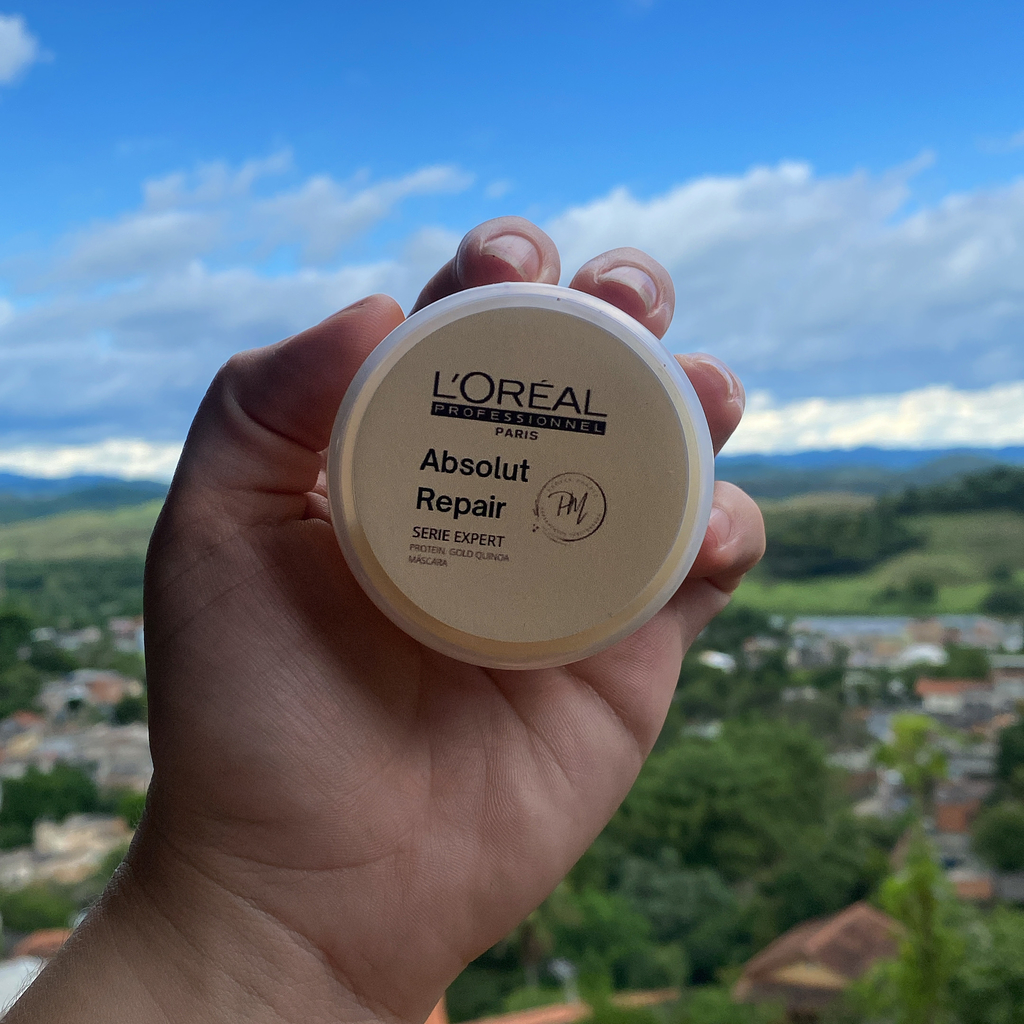 L'ORÉAL
PROFESSIONNEL
PARIS
Absolut
Repair
PM
SERIE EXPERT
PROTEIN, GOLD QUINOA
MÁSCARA